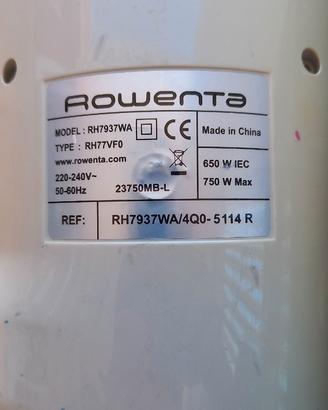 Rowenta
MODEL : RH7937WA CE Made in China
TYPE : RH77VF0
www.rowenta.com 650 W IEC
220-240V~ 750 W Max
50-60Hz 23750MB-L
REF: RH7937WA/4Q0- 5114 R